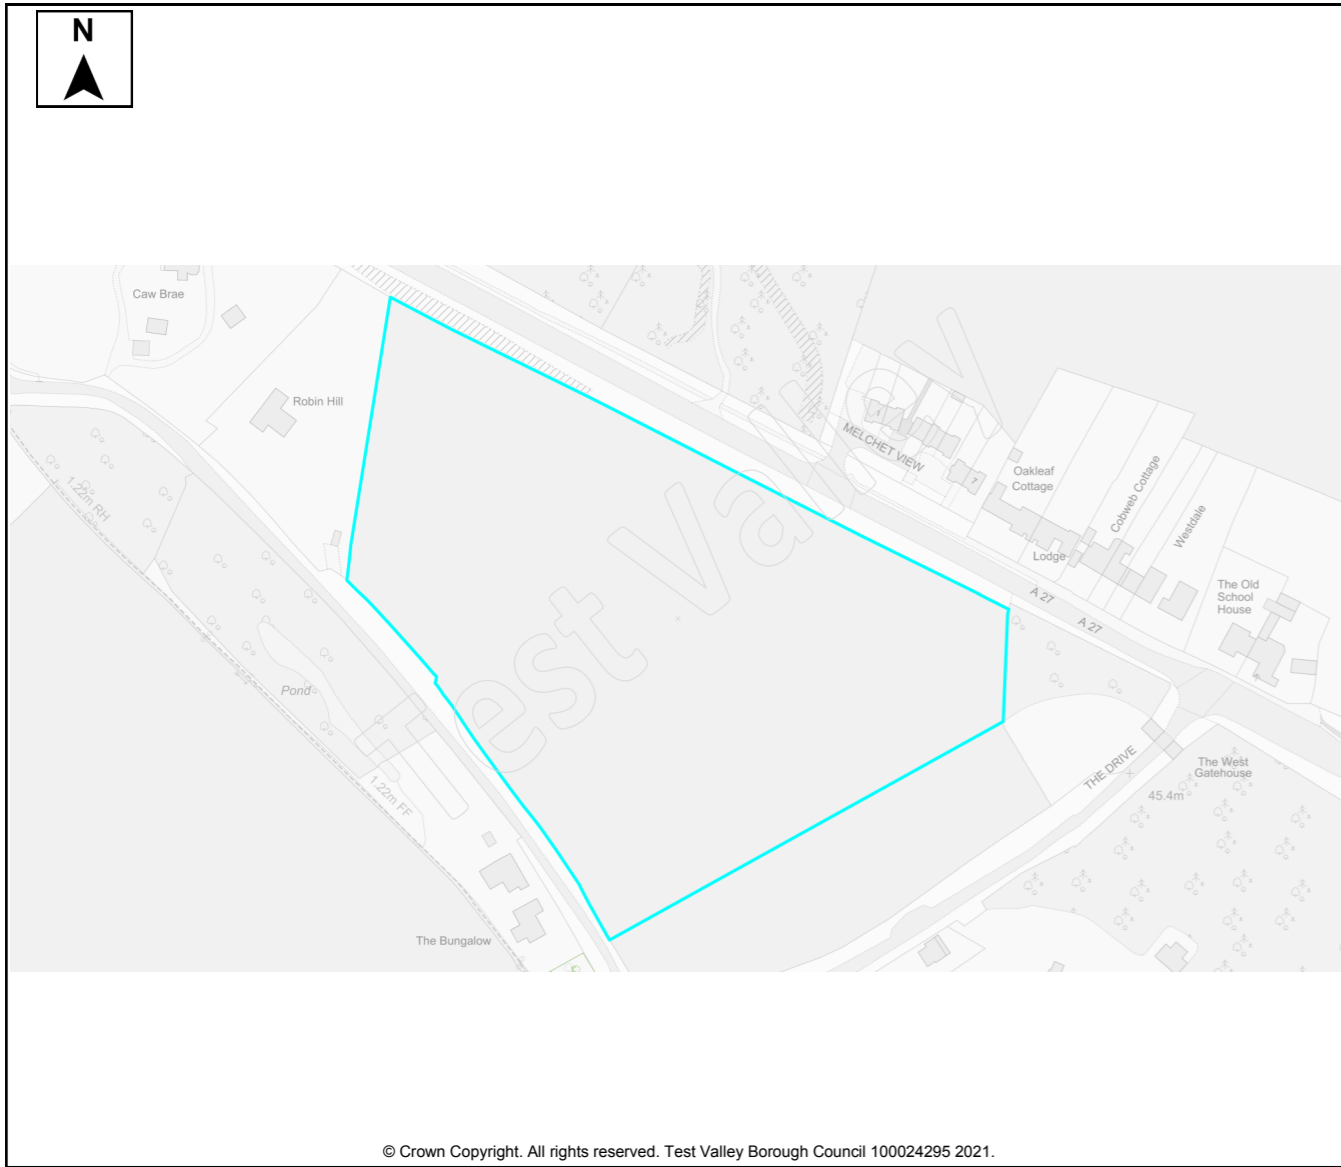 N
Caw Brae
Robin Hill
1.22m RH
Pond
1.22m FF
The Bungalow
Test Valley
1
MELCHET VIEW
7
Oakleaf
Cottage
Cobweb Cottage
Westdale
Lodge
The Old
School
House
A 27
A 27
THE DRIVE
The West
Gatehouse
45.4m
© Crown Copyright. All rights reserved. Test Valley Borough Council 100024295 2021.